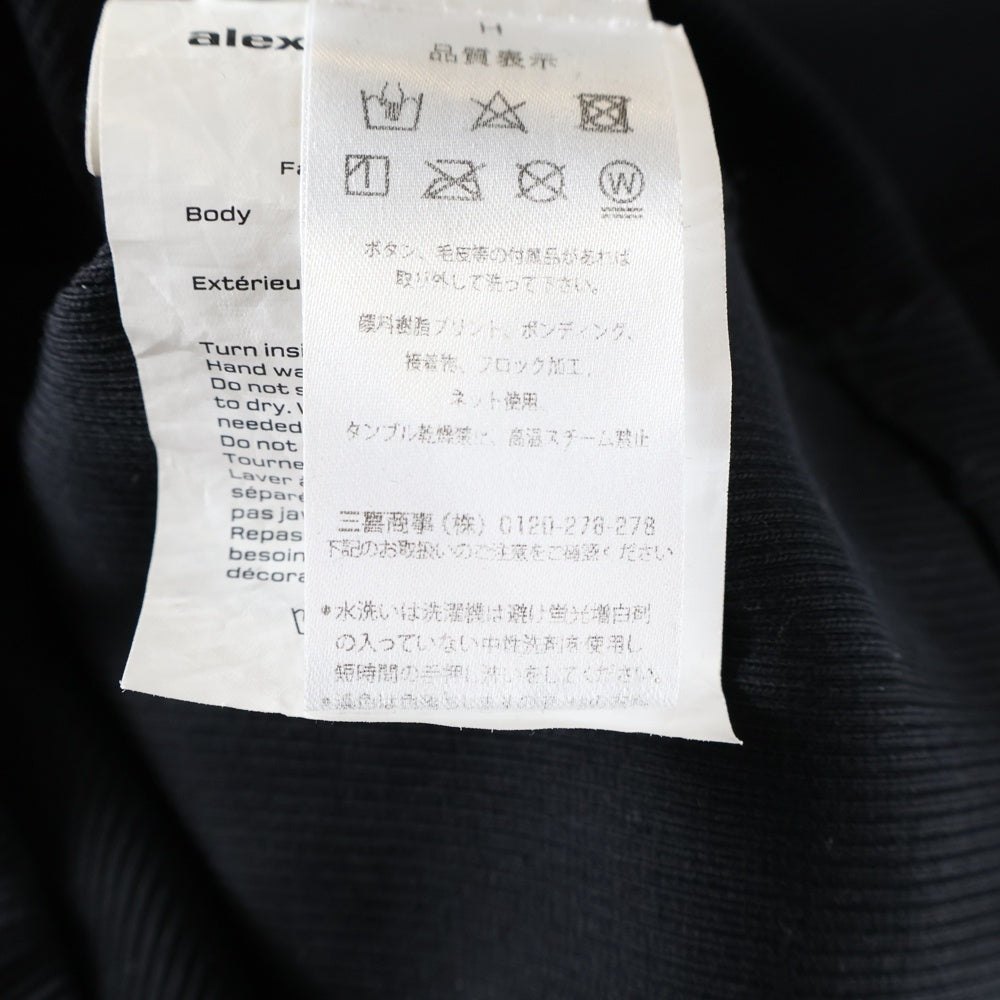 alex
Fa
Body
Extérieu
Turn insi
Hand wa
Do not s
to dry. W
needed
Do not
Tourne
Laver à
sépare
pas jav
Repas
besoin
décora
H
品質表示
W
ボタン、毛皮等の付属品があれば
取り外して洗って下さい。
顔料樹脂プリント、ボンディング、
接着等、フロック加工、
ネット使用
タンブル乾燥禁止、高温スチーム禁止
三喜商事(株) 0120-278-278
下記のお取扱いのご注意をご確認ください
*水洗いは洗濯機は避け蛍光増白剤
の入っていない中性洗剤を使用し
短時間の手押し洗いをしてください。